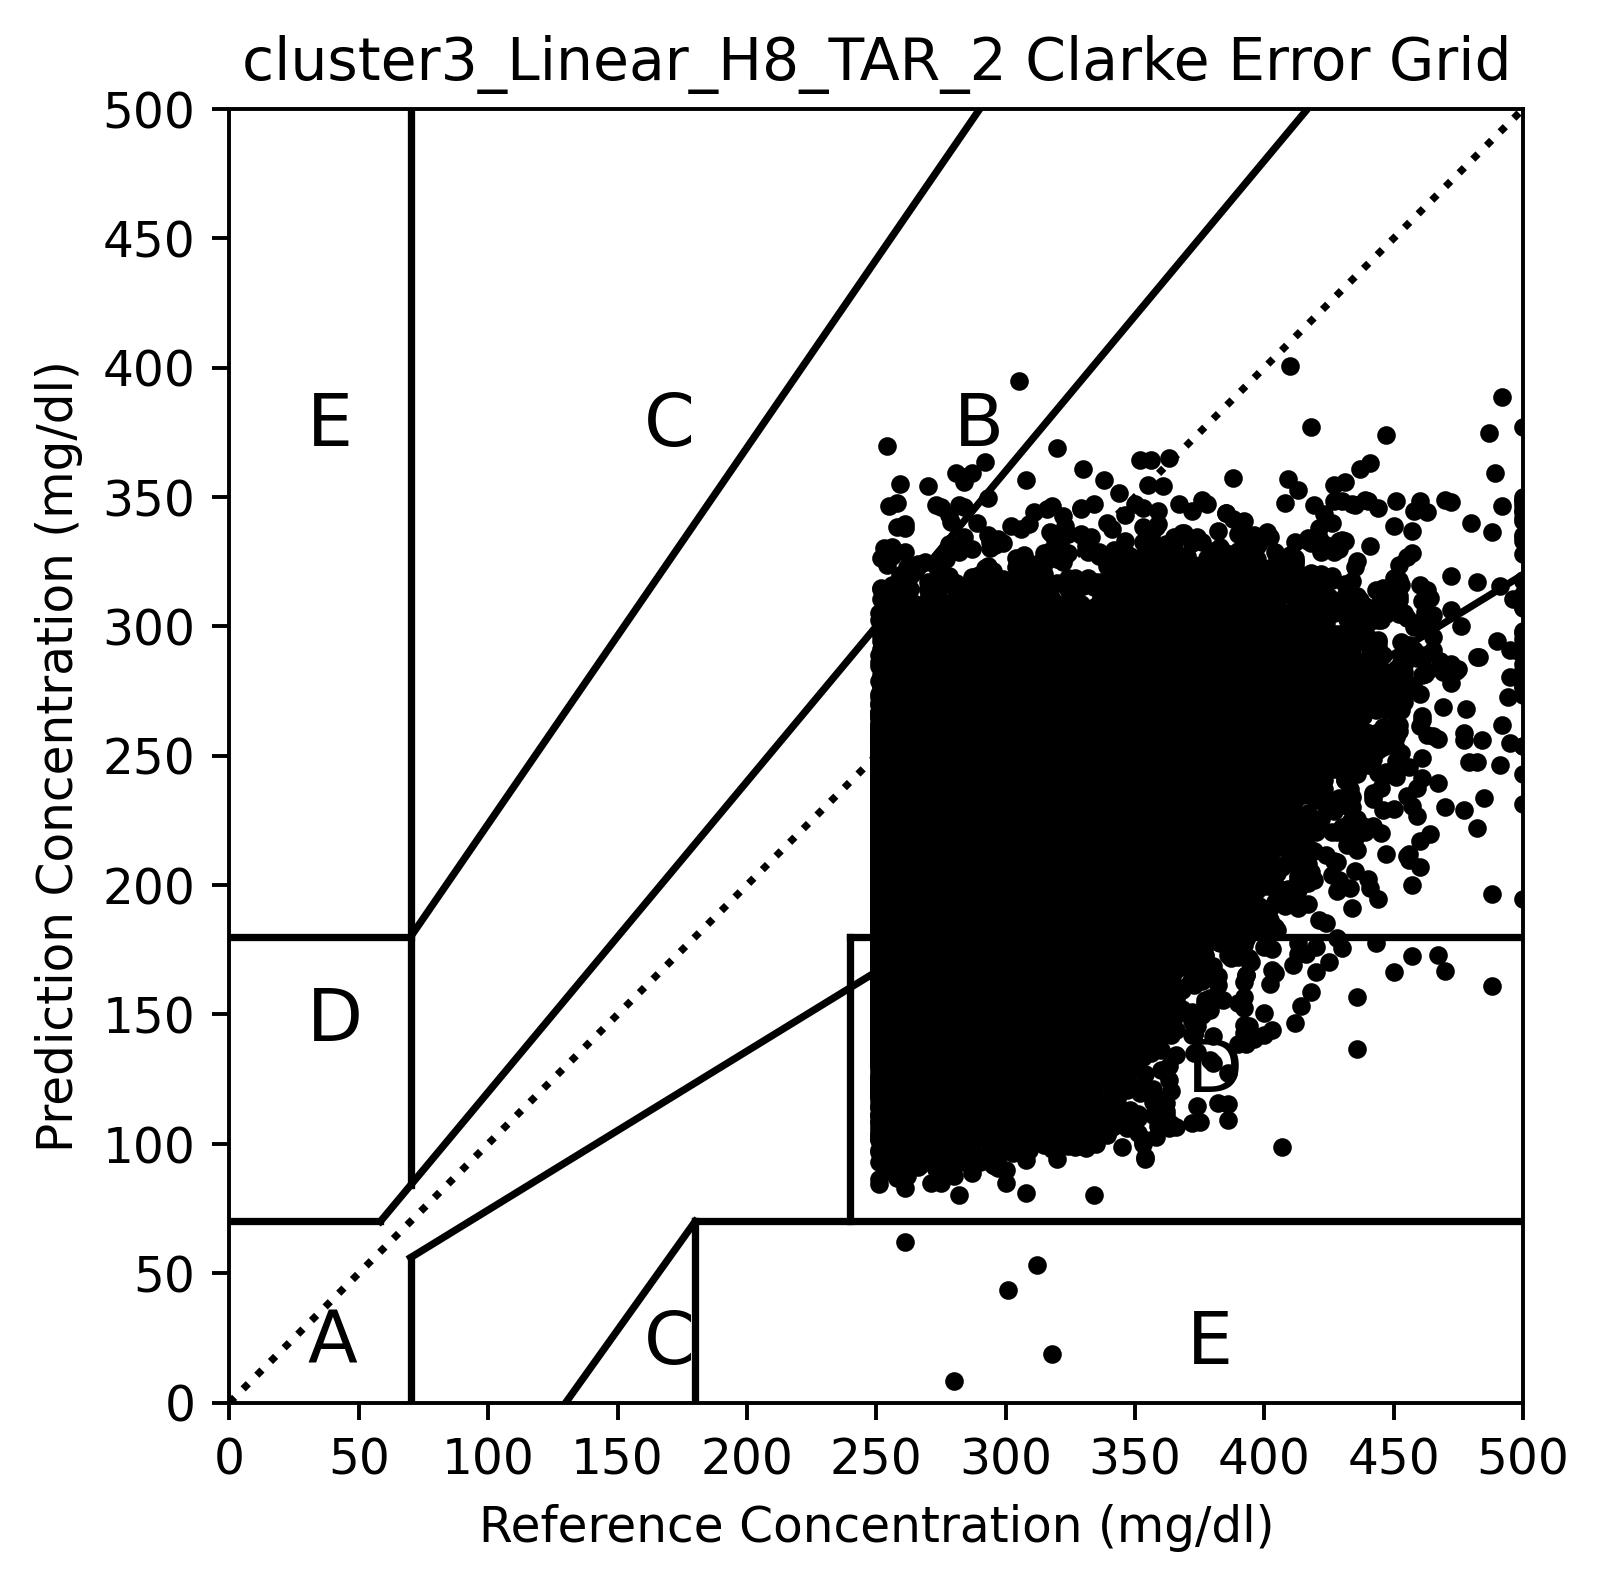 cluster3_Linear_H8_TAR_2 Clarke Error Grid
500
450
400
350
300
250
200
150
100
50
0
Prediction Concentration (mg/dl)
E
C
B
D
D
A
C
E
0 50 100 150 200 250 300 350 400 450 500
Reference Concentration (mg/dl)